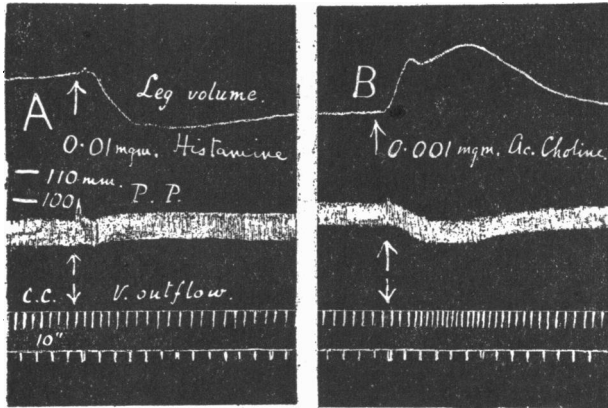 A
Leg volume.
0.01 mgm. Histamine
110 mm.
100
P. P.
C.C.
V. outflow.
10"
B
0.001 mgm. Ac. Choline